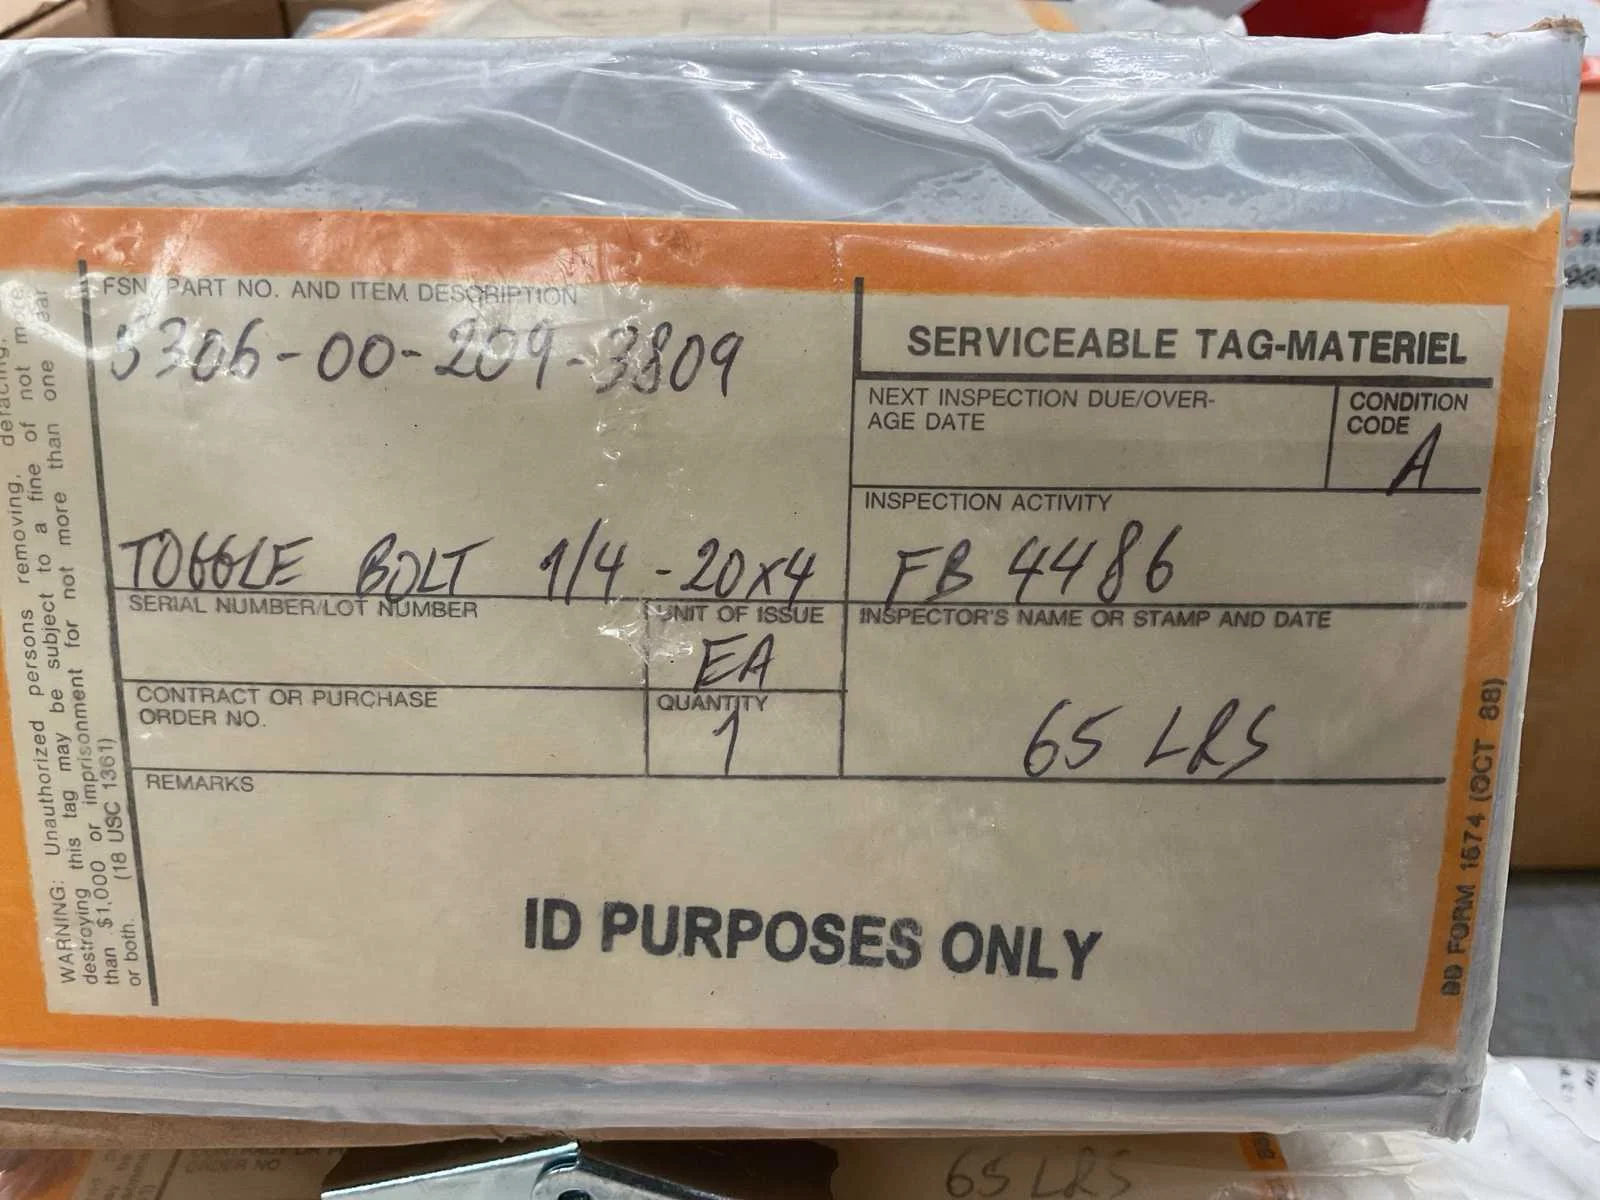 FSN, PART NO. AND ITEM DESCRIPTION
5306-00-209-3809
TOGGLE BOLT 1/4 -20x4
SERIAL NUMBER/LOT NUMBER
UNIT OF ISSUE
EA
CONTRACT OR PURCHASE
ORDER NO.
QUANTITY
1
SERVICEABLE TAG-MATERIEL
NEXT INSPECTION DUE/OVER-
AGE DATE
CONDITION
CODE
A
INSPECTION ACTIVITY
FB 4486
INSPECTOR'S NAME OR STAMP AND DATE
65 LRS
REMARKS
ID PURPOSES ONLY
WARNING: Unauthorized persons removing, defacing,
destroying this tag may be subject to a fine of not more
than $1,000 or imprisonment for not more than one year
or both. (18 USC 1361)
DD FORM 1574 (OCT 88)
ORDER NO
65 LRS